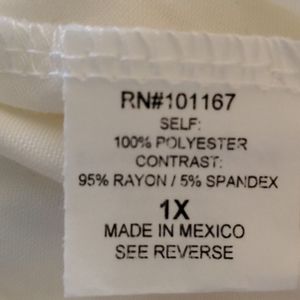 RN#101167
SELF:
100% POLYESTER
CONTRAST:
95% RAYON / 5% SPANDEX
1X
MADE IN MEXICO
SEE REVERSE